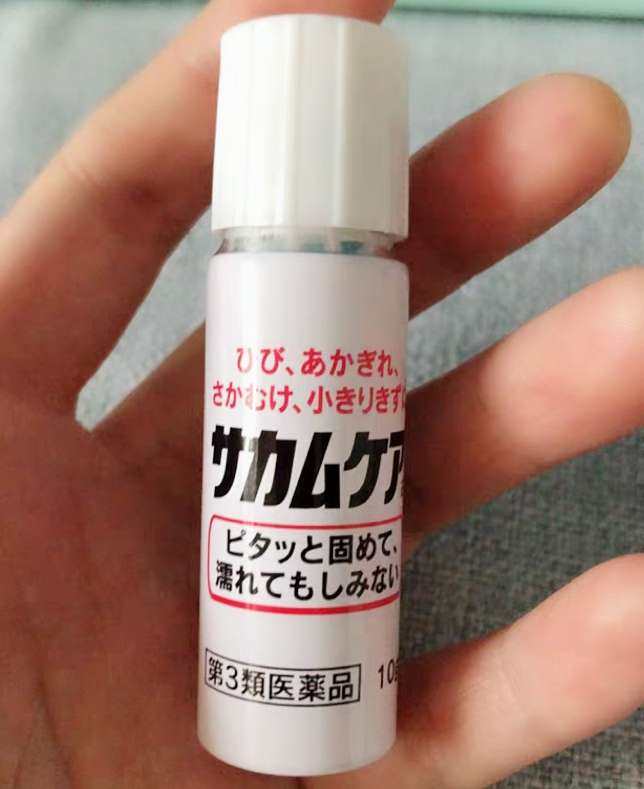 ひび、あかぎれ、
さかむけ、小きりきずに
サカムケア
ピタッと固めて、
濡れてもしみない
第3類医薬品 10g